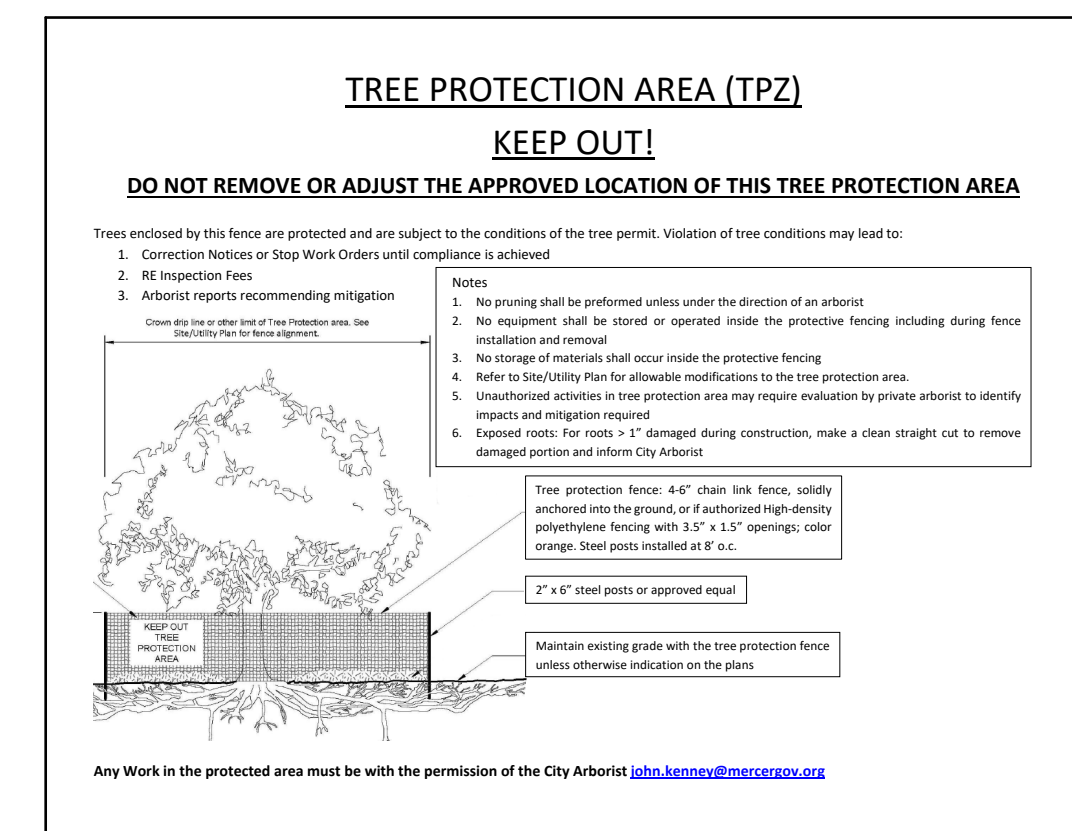 TREE PROTECTION AREA (TPZ)
KEEP OUT!
DO NOT REMOVE OR ADJUST THE APPROVED LOCATION OF THIS TREE PROTECTION AREA
Trees enclosed by this fence are protected and are subject to the conditions of the tree permit. Violation of tree conditions may lead to:
1. Correction Notices or Stop Work Orders until compliance is achieved
2. RE Inspection Fees
3. Arborist reports recommending mitigation
Notes
1. No pruning shall be preformed unless under the direction of an arborist
2. No equipment shall be stored or operated inside the protective fencing including during fence
installation and removal
3. No storage of materials shall occur inside the protective fencing
4. Refer to Site/Utility Plan for allowable modifications to the tree protection area.
5. Unauthorized activities in tree protection area may require evaluation by private arborist to identify
impacts and mitigation required
6. Exposed roots: For roots > 1” damaged during construction, make a clean straight cut to remove
damaged portion and inform City Arborist
Crown drip line or other limit of Tree Protection area. See
Site/Utility Plan for fence alignment.
Tree protection fence: 4-6” chain link fence, solidly
anchored into the ground, or if authorized High-density
polyethylene fencing with 3.5” x 1.5” openings; color
orange. Steel posts installed at 8’ o.c.
2” x 6” steel posts or approved equal
KEEP OUT
TREE
PROTECTION
AREA
Maintain existing grade with the tree protection fence
unless otherwise indication on the plans
Any Work in the protected area must be with the permission of the City Arborist john.kenney@mercergov.org